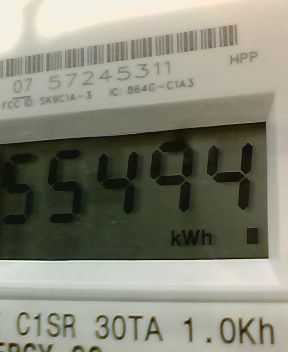 07 57245311 HPP
FCC ID: SK9C1A-3 IC: 864G-C1A3
55494
kWh
C1SR 30TA 1.0Kh